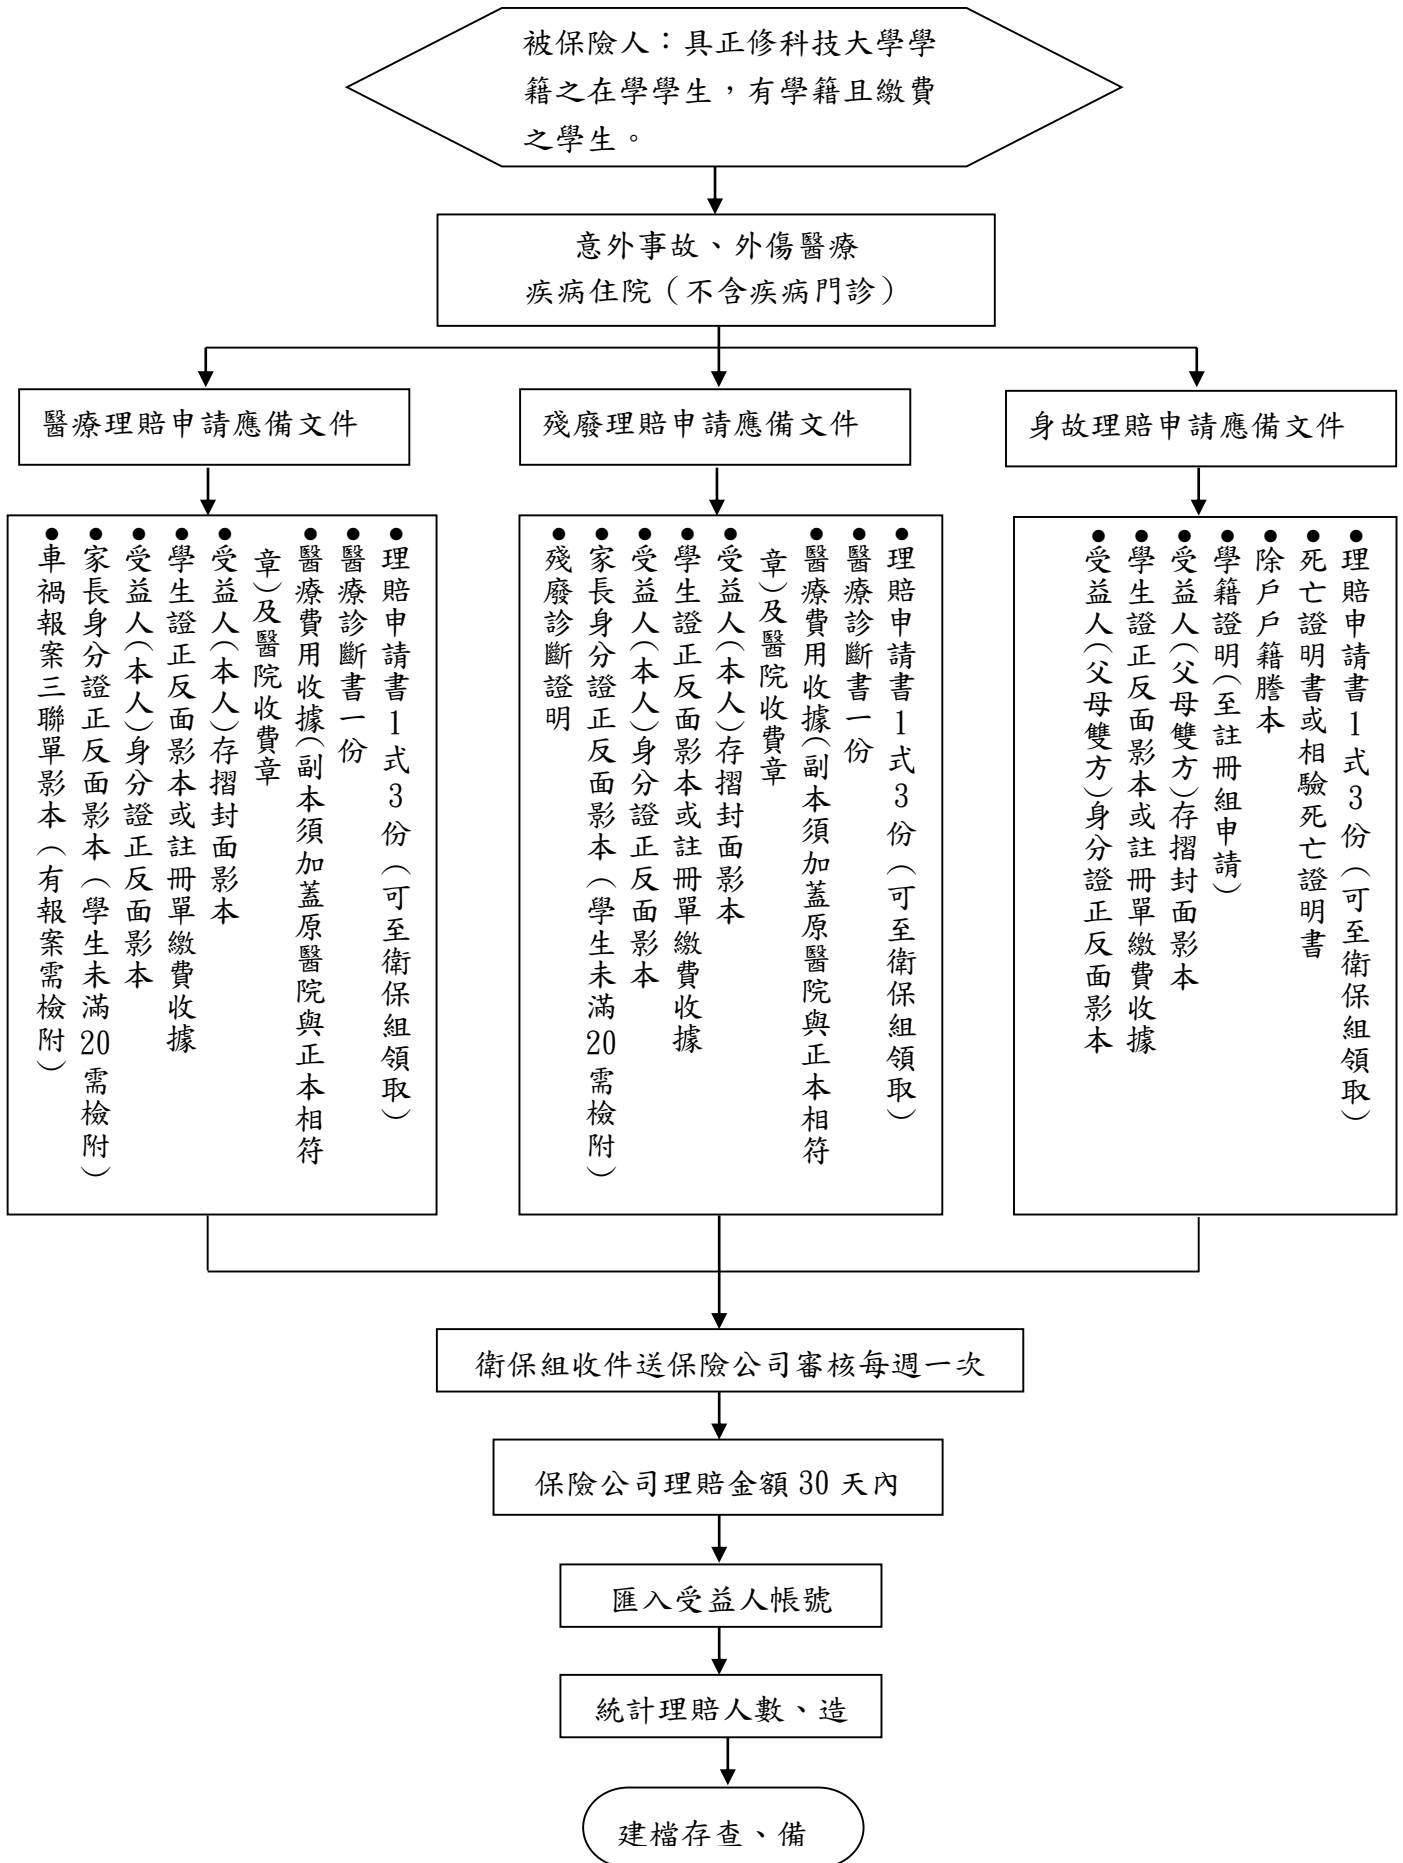 被保險人：具正修科技大學學
籍之在學學生，有學籍且繳費
之學生。
意外事故、外傷醫療
疾病住院（不含疾病門診）
醫療理賠申請應備文件
殘廢理賠申請應備文件
身故理賠申請應備文件
●理賠申請書1式3份（可至衛保組領取）
●醫療診斷書一份
●醫療費用收據(副本須加蓋原醫院與正本相符
章)及醫院收費章
●受益人(本人)存摺封面影本
●學生證正反面影本或註冊單繳費收據
●受益人(本人)身分證正反面影本
●家長身分證正反面影本（學生未滿20需檢附）
●車禍報案三聯單影本（有報案需檢附）
●理賠申請書1式3份（可至衛保組領取）
●醫療診斷書一份
●醫療費用收據(副本須加蓋原醫院與正本相符
章)及醫院收費章
●受益人(本人)存摺封面影本
●學生證正反面影本或註冊單繳費收據
●受益人(本人)身分證正反面影本
●家長身分證正反面影本（學生未滿20需檢附）
●殘廢診斷證明
●理賠申請書1式3份（可至衛保組領取）
●死亡證明書或相驗死亡證明書
●除戶戶籍謄本
●學籍證明(至註冊組申請)
●受益人(父母雙方)存摺封面影本
●學生證正反面影本或註冊單繳費收據
●受益人(父母雙方)身分證正反面影本
衛保組收件送保險公司審核每週一次
保險公司理賠金額30天內
匯入受益人帳號
統計理賠人數、造
建檔存查、備